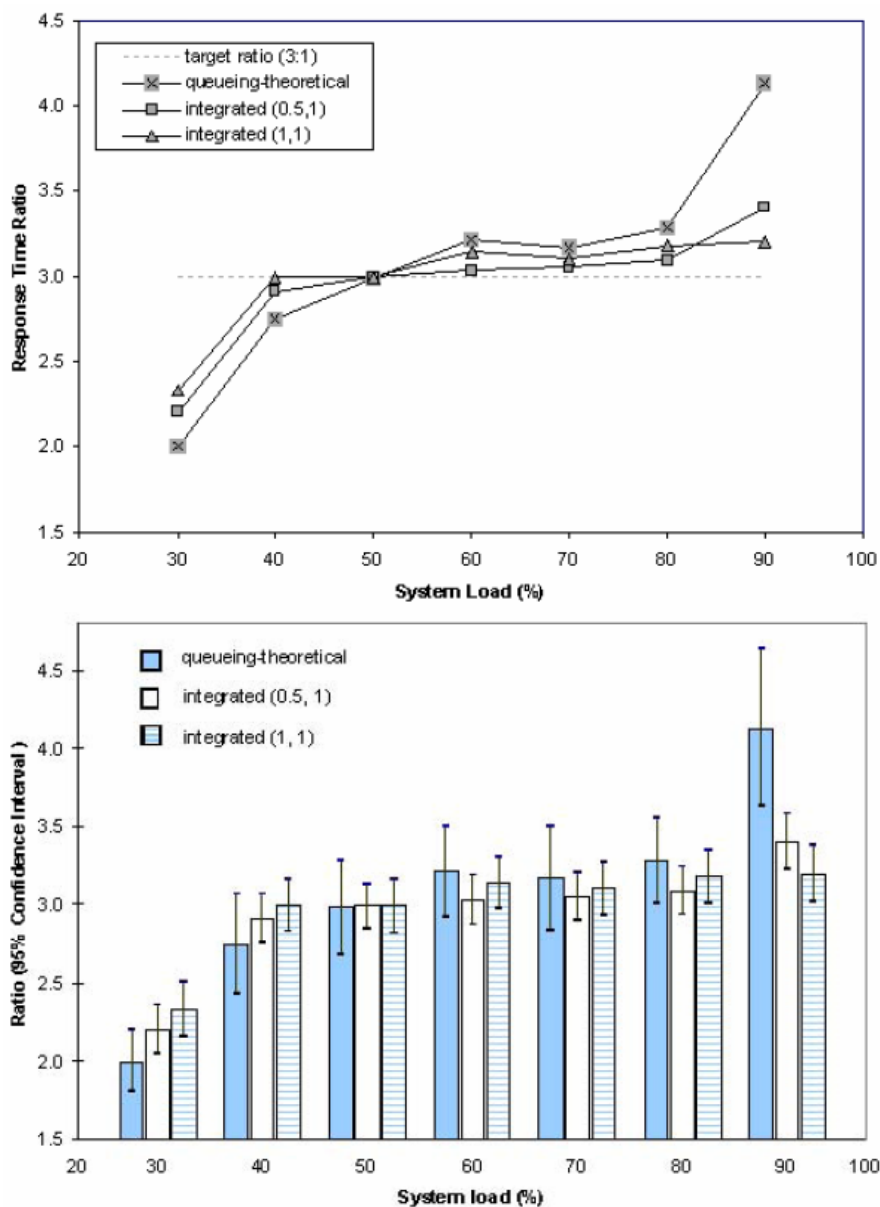 target ratio (3:1)
queueing-theoretical
integrated (0.5,1)
integrated (1,1)
4.5
4.0
3.5
3.0
2.5
2.0
1.5
Response Time Ratio
20 30 40 50 60 70 80 90 100
System Load (%)
queueing-theoretical
integrated (0.5, 1)
integrated (1, 1)
4.5
4.0
3.5
3.0
2.5
2.0
1.5
Ratio (95% Confidence Interval )
20 30 40 50 60 70 80 90 100
System load (%)